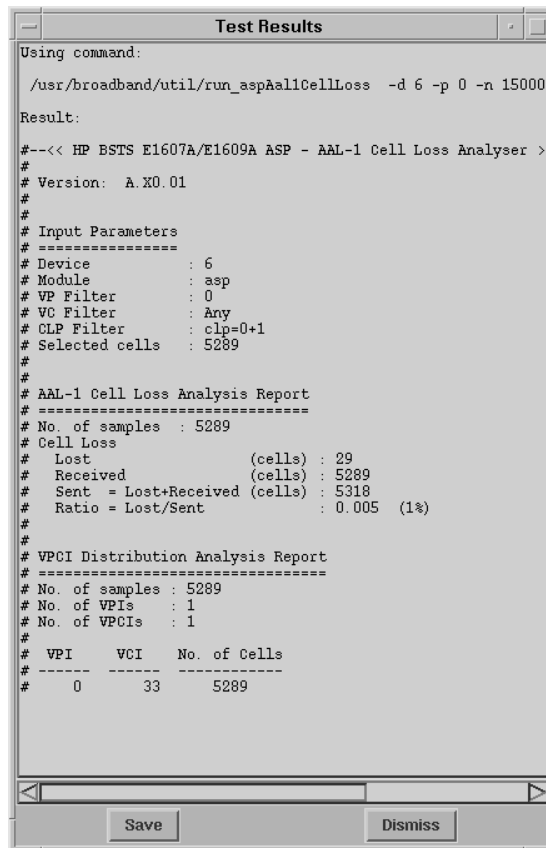 Test Results
Using command:
/usr/broadband/util/run_aspAal1CellLoss -d 6 -p 0 -n 15000
Result:
#--<< HP BSTS E1607A/E1609A ASP - AAL-1 Cell Loss Analyser >
#
# Version: A.X0.01
#
#
# Input Parameters
# ================
# Device : 6
# Module : asp
# VP Filter : 0
# VC Filter : Any
# CLP Filter : clp=0+1
# Selected cells : 5289
#
#
# AAL-1 Cell Loss Analysis Report
# ===============================
# No. of samples : 5289
# Cell Loss
# Lost (cells) : 29
# Received (cells) : 5289
# Sent = Lost+Received (cells) : 5318
# Ratio = Lost/Sent : 0.005 (1%)
#
#
# VPCI Distribution Analysis Report
# =================================
# No. of samples : 5289
# No. of VPIs : 1
# No. of VPCIs : 1
#
# VPI VCI No. of Cells
# ------ ------ ------------
# 0 33 5289
Save Dismiss